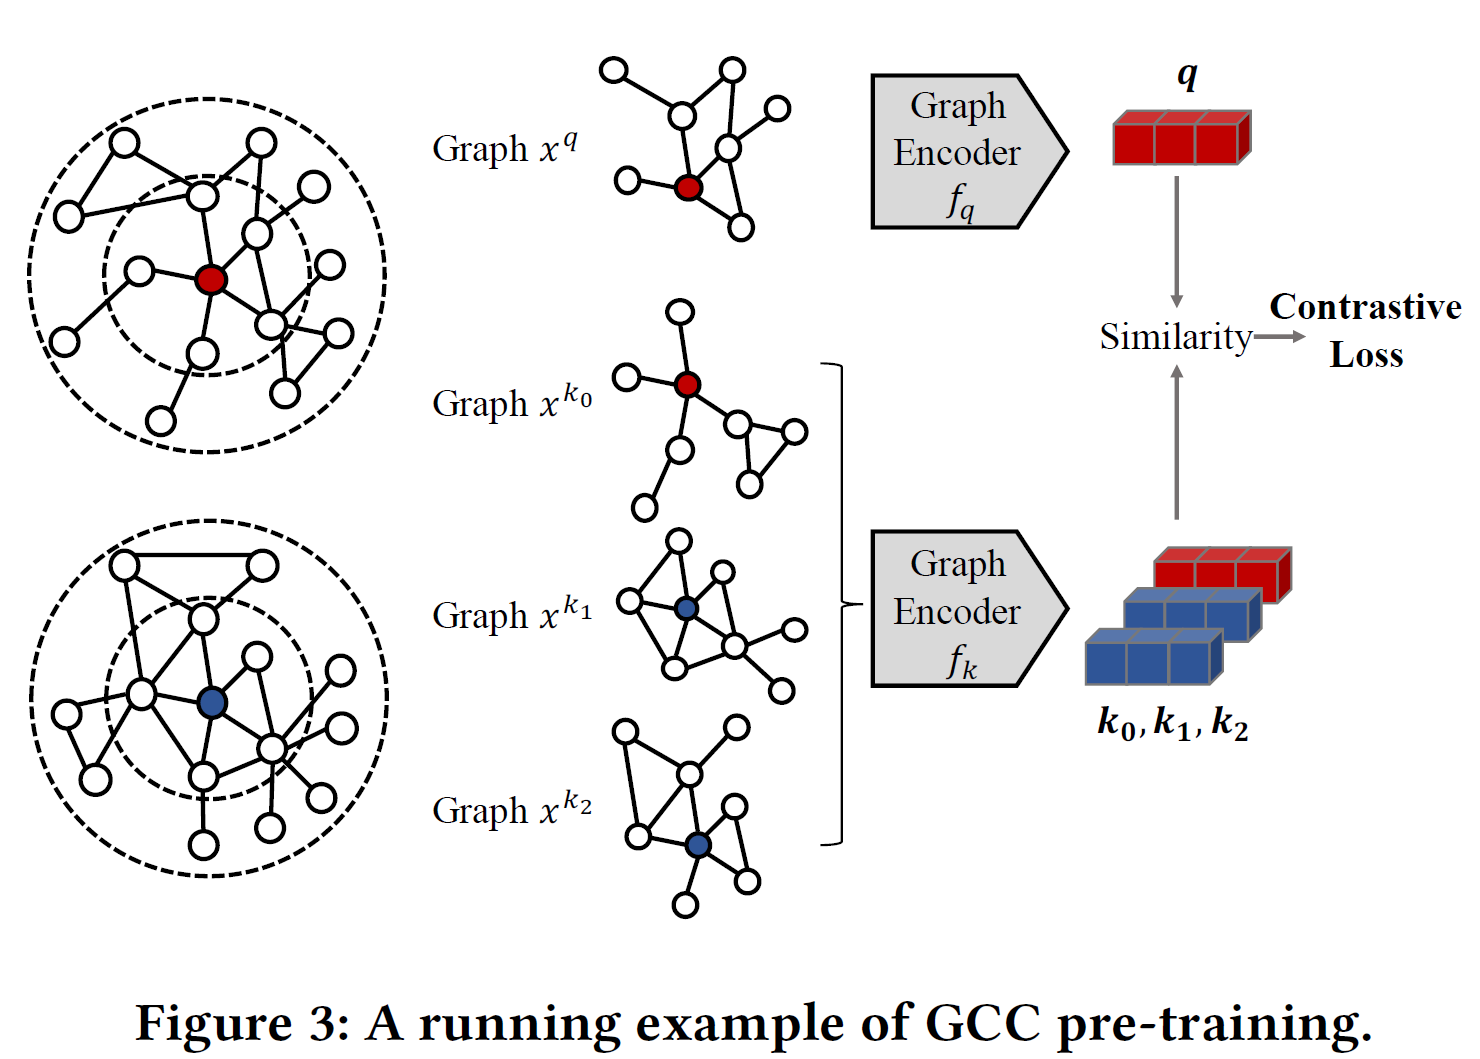 Graph x^q
Graph
Encoder
f_q
q
Similarity
Contrastive
Loss
Graph x^{k_0}
Graph x^{k_1}
Graph x^{k_2}
Graph
Encoder
f_k
k_0, k_1, k_2
Figure 3: A running example of GCC pre-training.